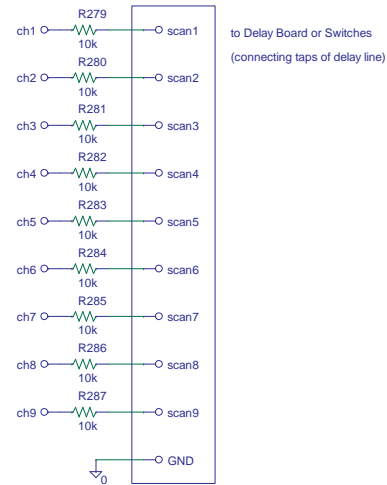 R279
ch1 scan1 to Delay Board or Switches
10k
(connecting taps of delay line)
R280
ch2 scan2
10k
R281
ch3 scan3
10k
R282
ch4 scan4
10k
R283
ch5 scan5
10k
R284
ch6 scan6
10k
R285
ch7 scan7
10k
R286
ch8 scan8
10k
R287
ch9 scan9
10k
GND
0